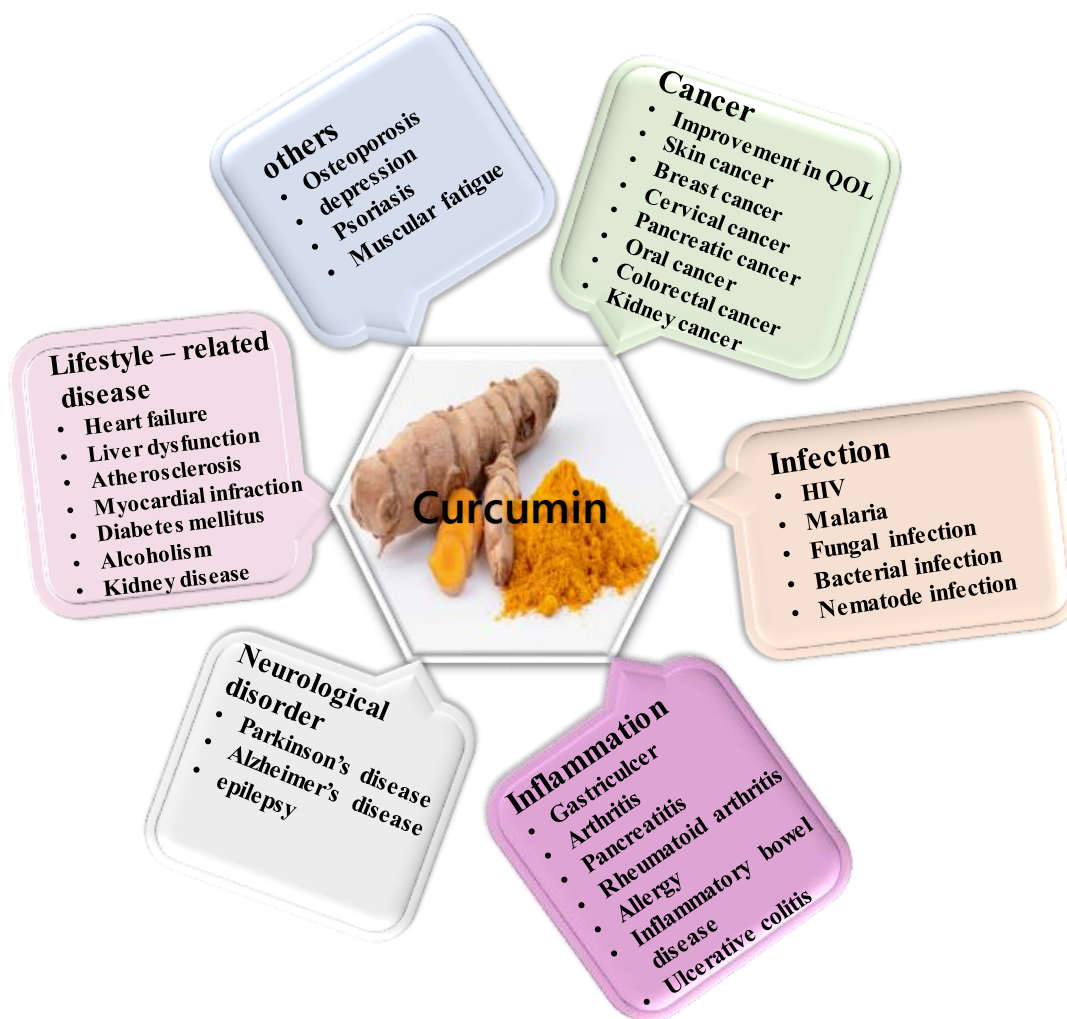 others
• Osteoporosis
• depression
• Psoriasis
• Muscular fatigue
Cancer
• Improvement in QOL
• Skin cancer
• Breast cancer
• Cervical cancer
• Pancreatic cancer
• Oral cancer
• Colorectal cancer
• Kidney cancer
Lifestyle – related
disease
• Heart failure
• Liver dysfunction
• Atherosclerosis
• Myocardial infraction
• Diabetes mellitus
• Alcoholism
• Kidney disease
Curcumin
Infection
• HIV
• Malaria
• Fungal infection
• Bacterial infection
• Nematode infection
Neurological
disorder
• Parkinson’s disease
• Alzheimer’s disease
• epilepsy
Inflammation
• Gastriculcer
• Arthritis
• Pancreatitis
• Rheumatoid arthritis
• Allergy
• Inflammatory bowel
disease
• Ulcerative colitis